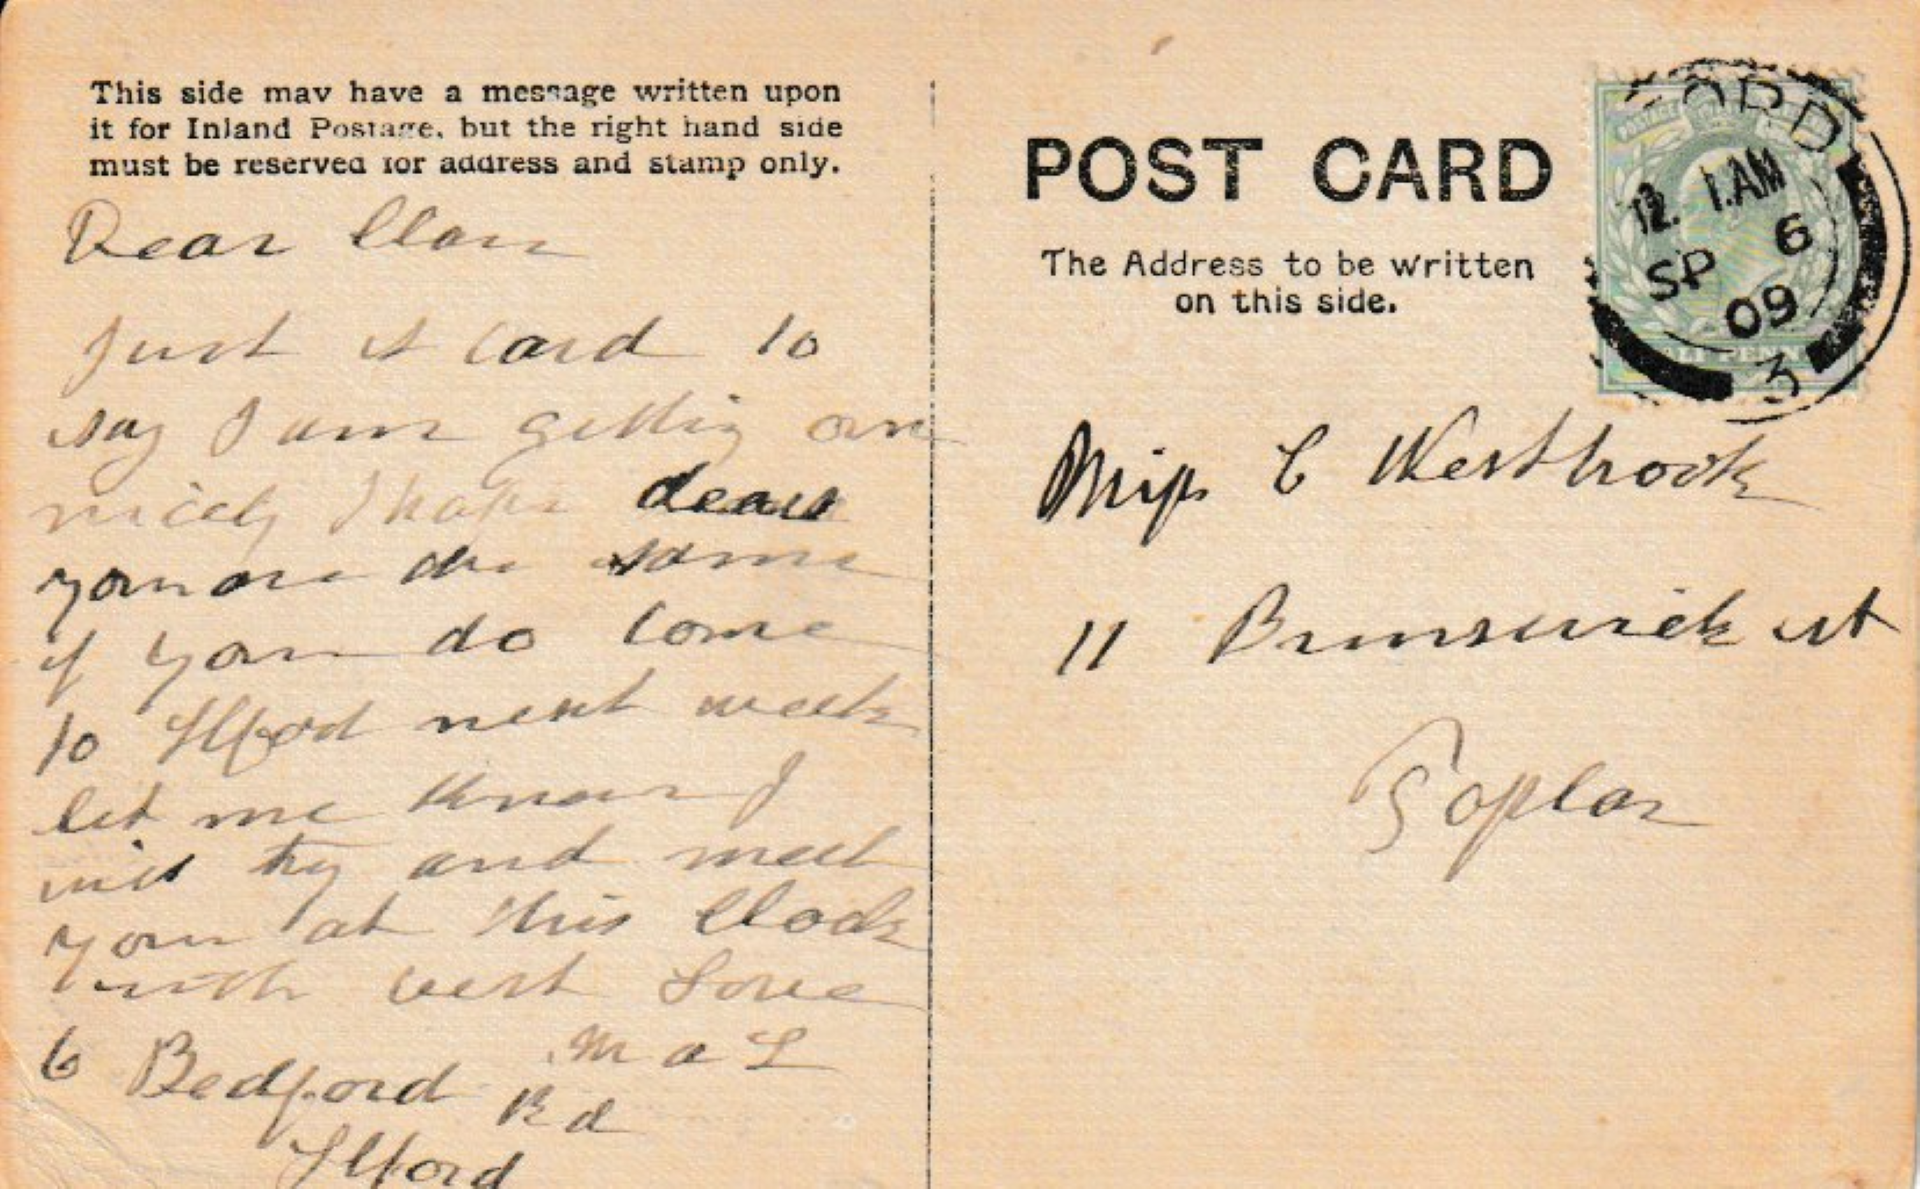 This side may have a message written upon
it for Inland Postage, but the right hand side
must be reserved for address and stamp only.
Dear Clare
Just a card to
say I am getting on
nicely I hope dear
you are the same
if you do come
to Ilford next week
let me know I
will try and meet
you at this Clock
with best Love
M a L
6 Bedford Rd
Ilford
POST CARD
The Address to be written
on this side.
12. 1.AM
SP 6
09
3
Miss C Westbrook
11 Brunswick st
Poplar